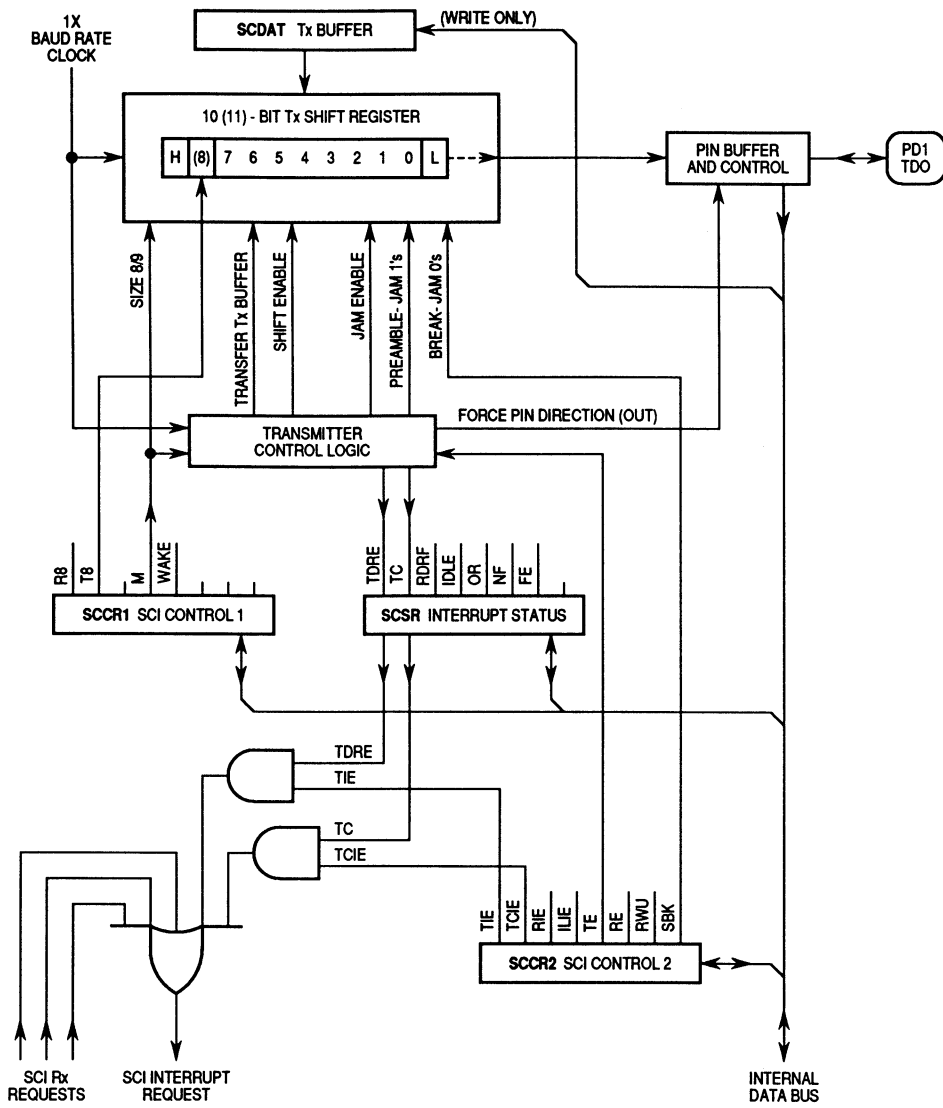 1X
BAUD RATE
CLOCK
SCDAT Tx BUFFER
(WRITE ONLY)
10 (11) - BIT Tx SHIFT REGISTER
H (8) 7 6 5 4 3 2 1 0 L
PIN BUFFER
AND CONTROL
PD1
TDO
SIZE 8/9
TRANSFER Tx BUFFER
SHIFT ENABLE
JAM ENABLE
PREAMBLE- JAM 1's
BREAK- JAM 0's
FORCE PIN DIRECTION (OUT)
TRANSMITTER
CONTROL LOGIC
R8
T8
M
WAKE
TDRE
TC
RDRF
IDLE
OR
NF
FE
SCCR1 SCI CONTROL 1
SCSR INTERRUPT STATUS
TDRE
TIE
TC
TCIE
TIE
TCIE
RIE
ILIE
TE
RE
RWU
SBK
SCCR2 SCI CONTROL 2
SCI Rx
REQUESTS
SCI INTERRUPT
REQUEST
INTERNAL
DATA BUS